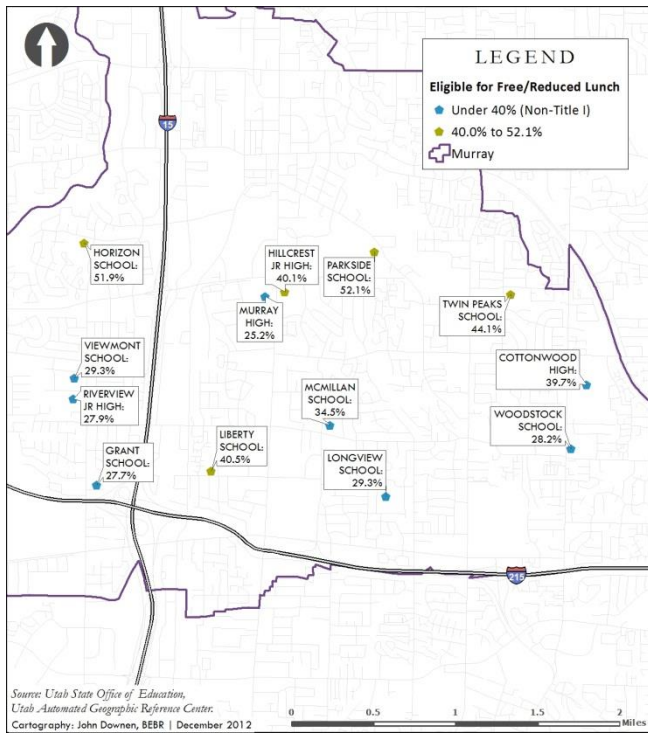 LEGEND
Eligible for Free/Reduced Lunch
Under 40% (Non-Title I)
40.0% to 52.1%
Murray
15
HORIZON
SCHOOL:
51.9%
HILLCREST
JR HIGH:
40.1%
PARKSIDE
SCHOOL:
52.1%
MURRAY
HIGH:
25.2%
TWIN PEAKS
SCHOOL:
44.1%
VIEWMONT
SCHOOL:
29.3%
RIVERVIEW
JR HIGH:
27.9%
COTTONWOOD
HIGH:
39.7%
MCMILLAN
SCHOOL:
34.5%
WOODSTOCK
SCHOOL:
28.2%
GRANT
SCHOOL:
27.7%
LIBERTY
SCHOOL:
40.5%
LONGVIEW
SCHOOL:
29.3%
215
Source: Utah State Office of Education,
Utah Automated Geographic Reference Center.
Cartography: John Downen, BEBR | December 2012
0 0.5 1 1.5 2
Miles